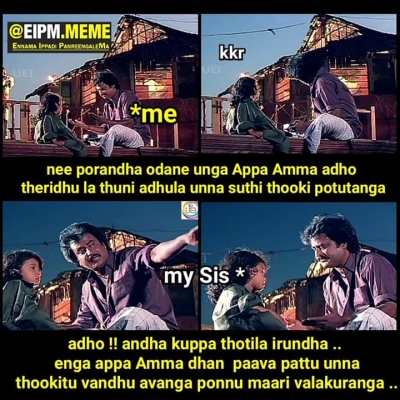 @EIPM.MEME
Ennama Ippadi PanreengaleMa
*me
kkr
nee porandha odane unga Appa Amma adho
theridhu la thuni adhula unna suthi thooki potutanga
my Sis *
adho !! andha kuppa thotila irundha ..
enga appa Amma dhan paava pattu unna
thookitu vandhu avanga ponnu maari valakuranga ..